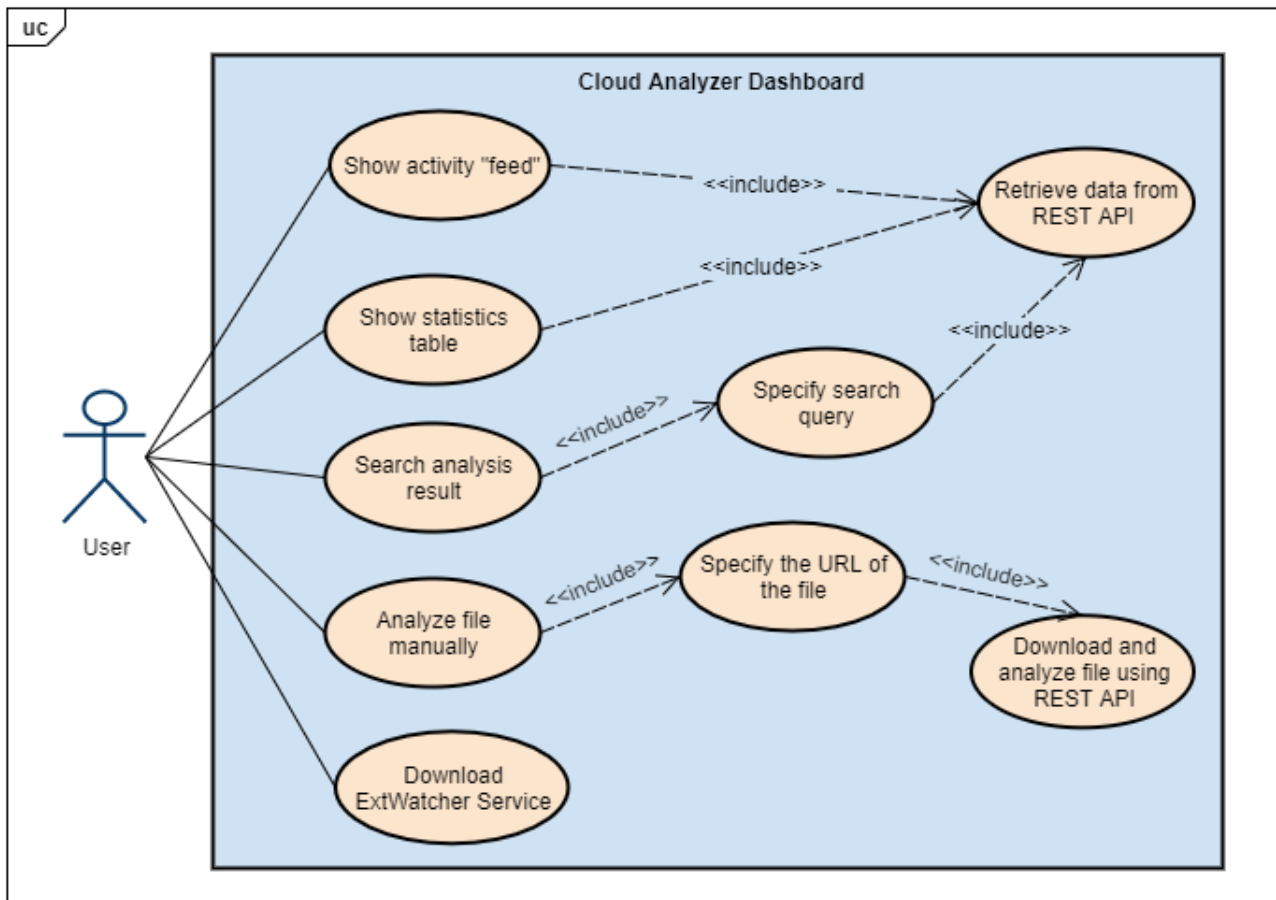 uc
Cloud Analyzer Dashboard
Show activity "feed"
<<include>>
Retrieve data from
REST API
Show statistics
table
<<include>>
<<include>>
Specify search
query
<<include>>
Search analysis
result
User
Specify the URL of
the file
<<include>>
<<include>>
Analyze file
manually
Download and
analyze file using
REST API
Download
ExtWatcher Service